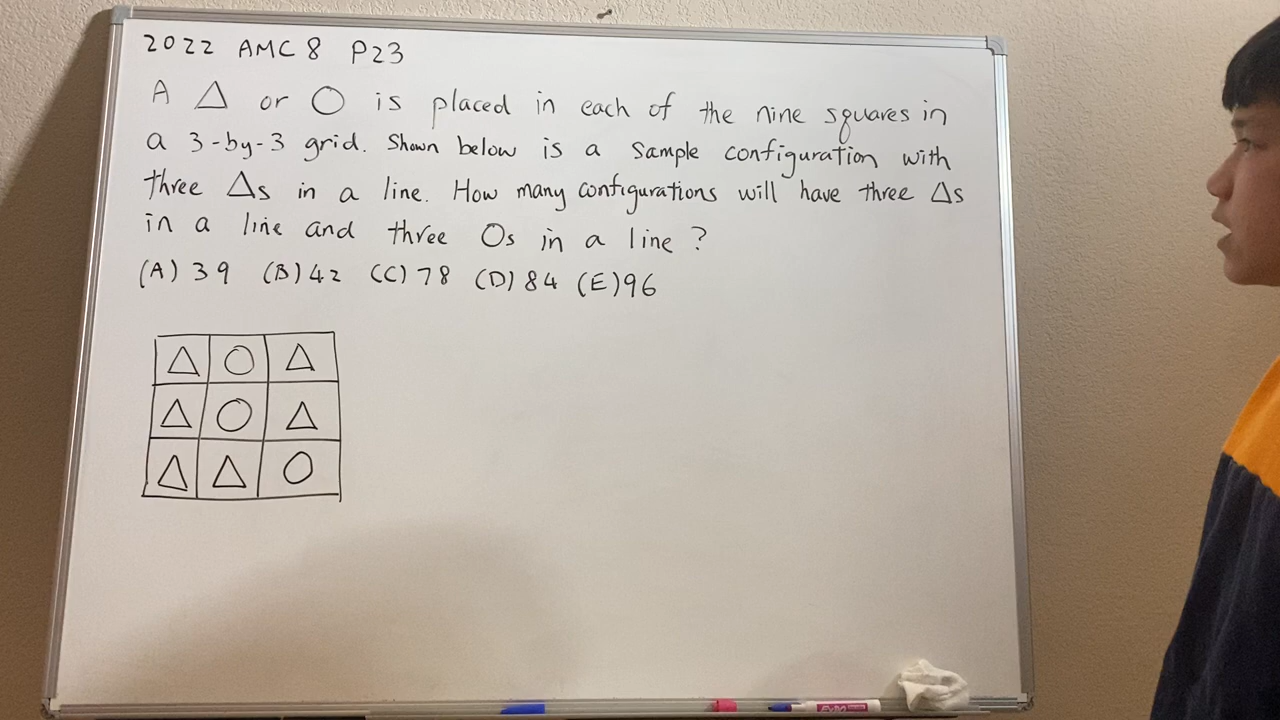 2022 AMC 8 P23
A △ or ○ is placed in each of the nine squares in
a 3-by-3 grid. Shown below is a sample configuration with
three △s in a line. How many configurations will have three △s
in a line and three Os in a line?
(A) 39 (B) 42 (C) 78 (D) 84 (E) 96
△ ○ △
△ ○ △
△ △ ○
EXPO